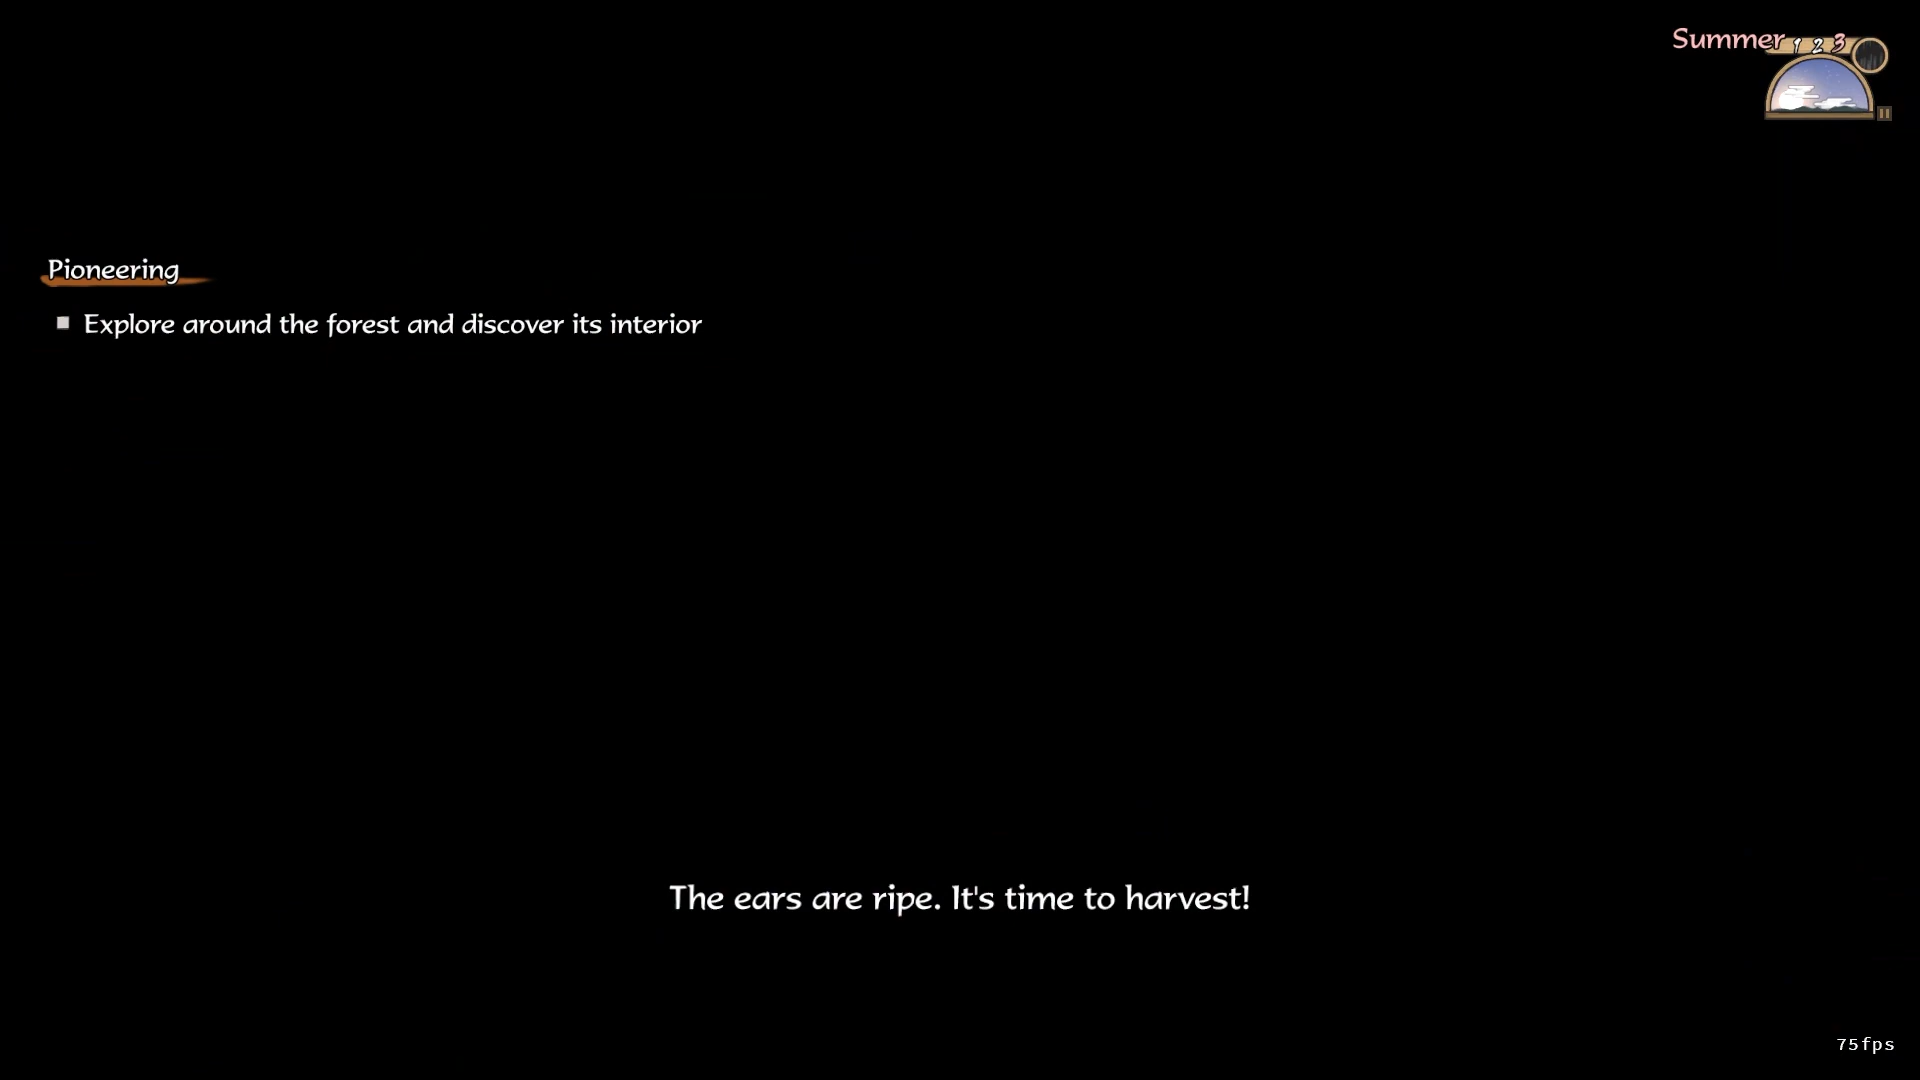 Summer 1 2 3
Pioneering
Explore around the forest and discover its interior
The ears are ripe. It's time to harvest!
75fps